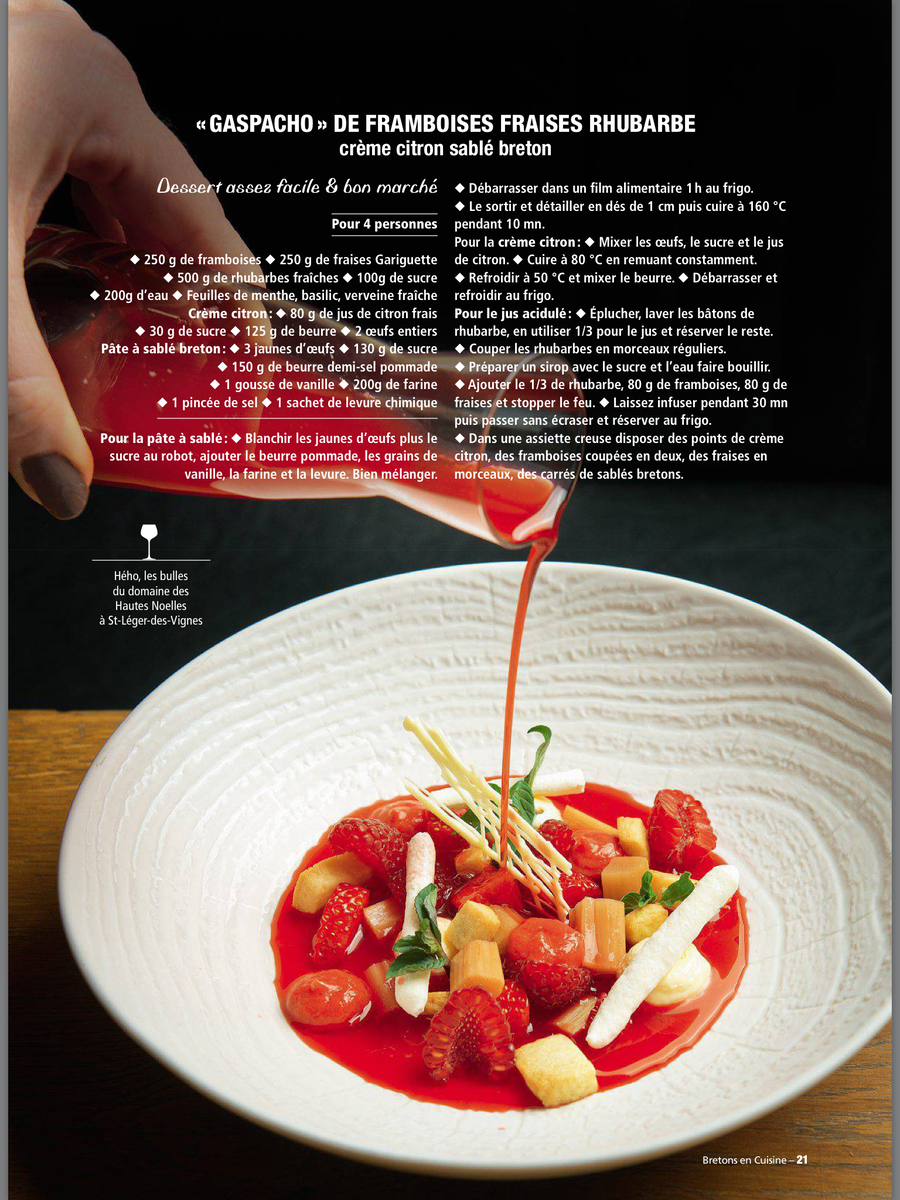 « GASPACHO » DE FRAMBOISES FRAISES RHUBARBE
crème citron sablé breton
Dessert assez facile & bon marché
Pour 4 personnes
◆ 250 g de framboises ◆ 250 g de fraises Gariguette
◆ 500 g de rhubarbes fraîches ◆ 100g de sucre
◆ 200g d'eau ◆ Feuilles de menthe, basilic, verveine fraîche
Crème citron : ◆ 80 g de jus de citron frais
◆ 30 g de sucre ◆ 125 g de beurre ◆ 2 œufs entiers
Pâte à sablé breton : ◆ 3 jaunes d'œufs ◆ 130 g de sucre
◆ 150 g de beurre demi-sel pommade
◆ 1 gousse de vanille ◆ 200g de farine
◆ 1 pincée de sel ◆ 1 sachet de levure chimique
Pour la pâte à sablé : ◆ Blanchir les jaunes d'œufs plus le
sucre au robot, ajouter le beurre pommade, les grains de
vanille, la farine et la levure. Bien mélanger.
◆ Débarrasser dans un film alimentaire 1 h au frigo.
◆ Le sortir et détailler en dés de 1 cm puis cuire à 160 °C
pendant 10 mn.
Pour la crème citron : ◆ Mixer les œufs, le sucre et le jus
de citron. ◆ Cuire à 80 °C en remuant constamment.
◆ Refroidir à 50 °C et mixer le beurre. ◆ Débarrasser et
refroidir au frigo.
Pour le jus acidulé : ◆ Éplucher, laver les bâtons de
rhubarbe, en utiliser 1/3 pour le jus et réserver le reste.
◆ Couper les rhubarbes en morceaux réguliers.
◆ Préparer un sirop avec le sucre et l'eau faire bouillir.
◆ Ajouter le 1/3 de rhubarbe, 80 g de framboises, 80 g de
fraises et stopper le feu. ◆ Laissez infuser pendant 30 mn
puis passer sans écraser et réserver au frigo.
◆ Dans une assiette creuse disposer des points de crème
citron, des framboises coupées en deux, des fraises en
morceaux, des carrés de sablés bretons.
Hého, les bulles
du domaine des
Hautes Noelles
à St-Léger-des-Vignes
Bretons en Cuisine – 21